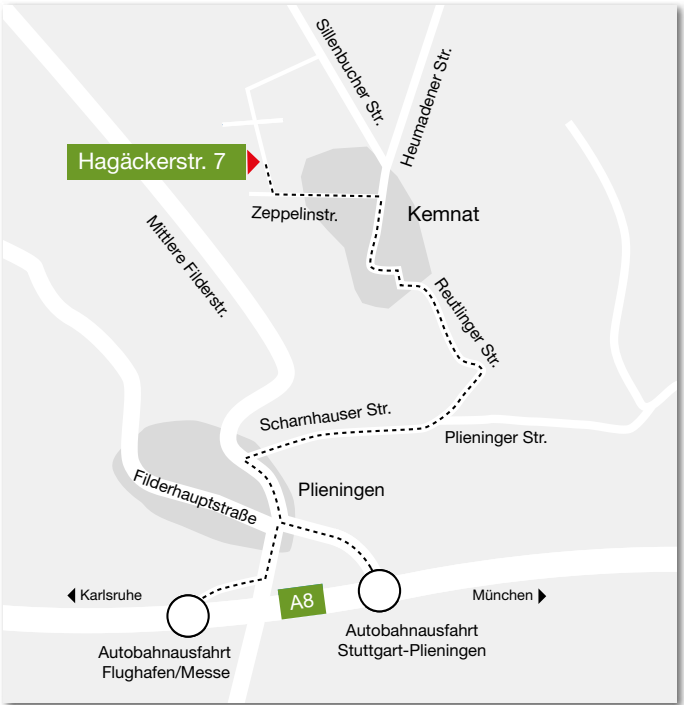 Sillenbucher Str.
Heumadener Str.
Hagäckerstr. 7
Zeppelinstr.
Kemnat
Mittlere Filderstr.
Reutlinger Str.
Scharnhauser Str.
Plieninger Str.
Plieningen
Filderhauptstraße
Karlsruhe
A8
München
Autobahnausfahrt
Flughafen/Messe
Autobahnausfahrt
Stuttgart-Plieningen